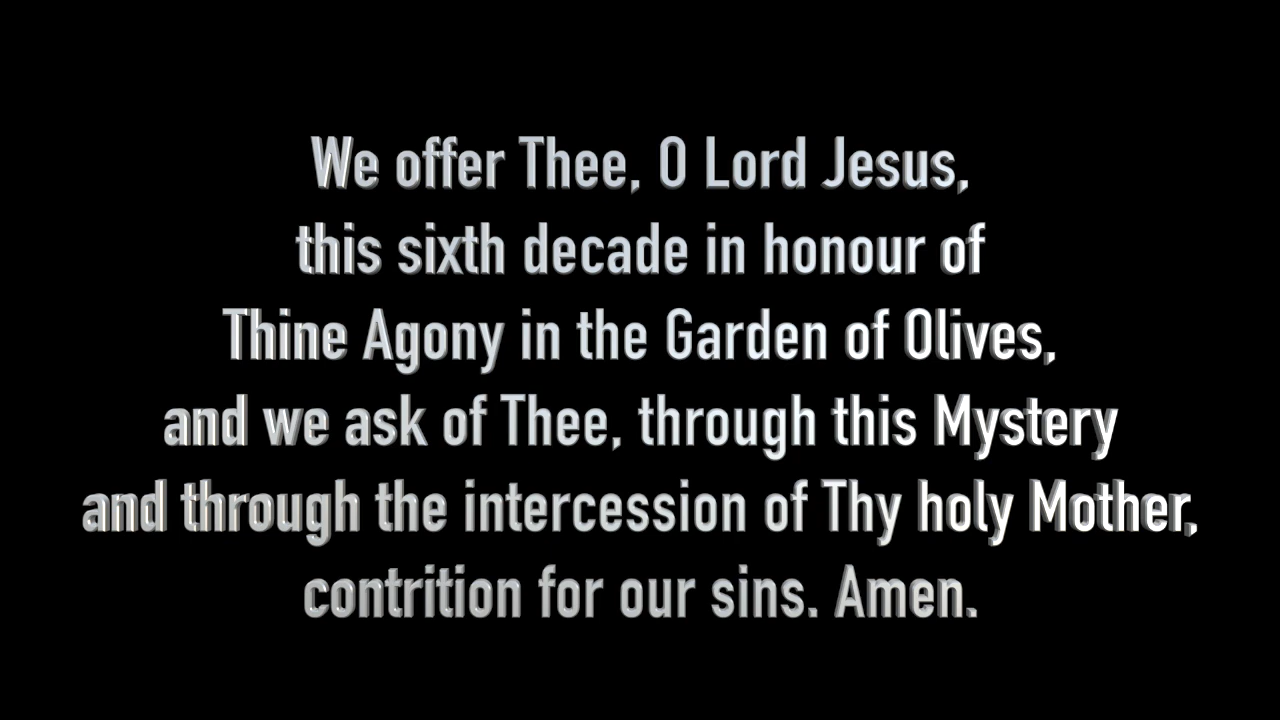 We offer Thee, O Lord Jesus,
this sixth decade in honour of
Thine Agony in the Garden of Olives,
and we ask of Thee, through this Mystery
and through the intercession of Thy holy Mother,
contrition for our sins. Amen.